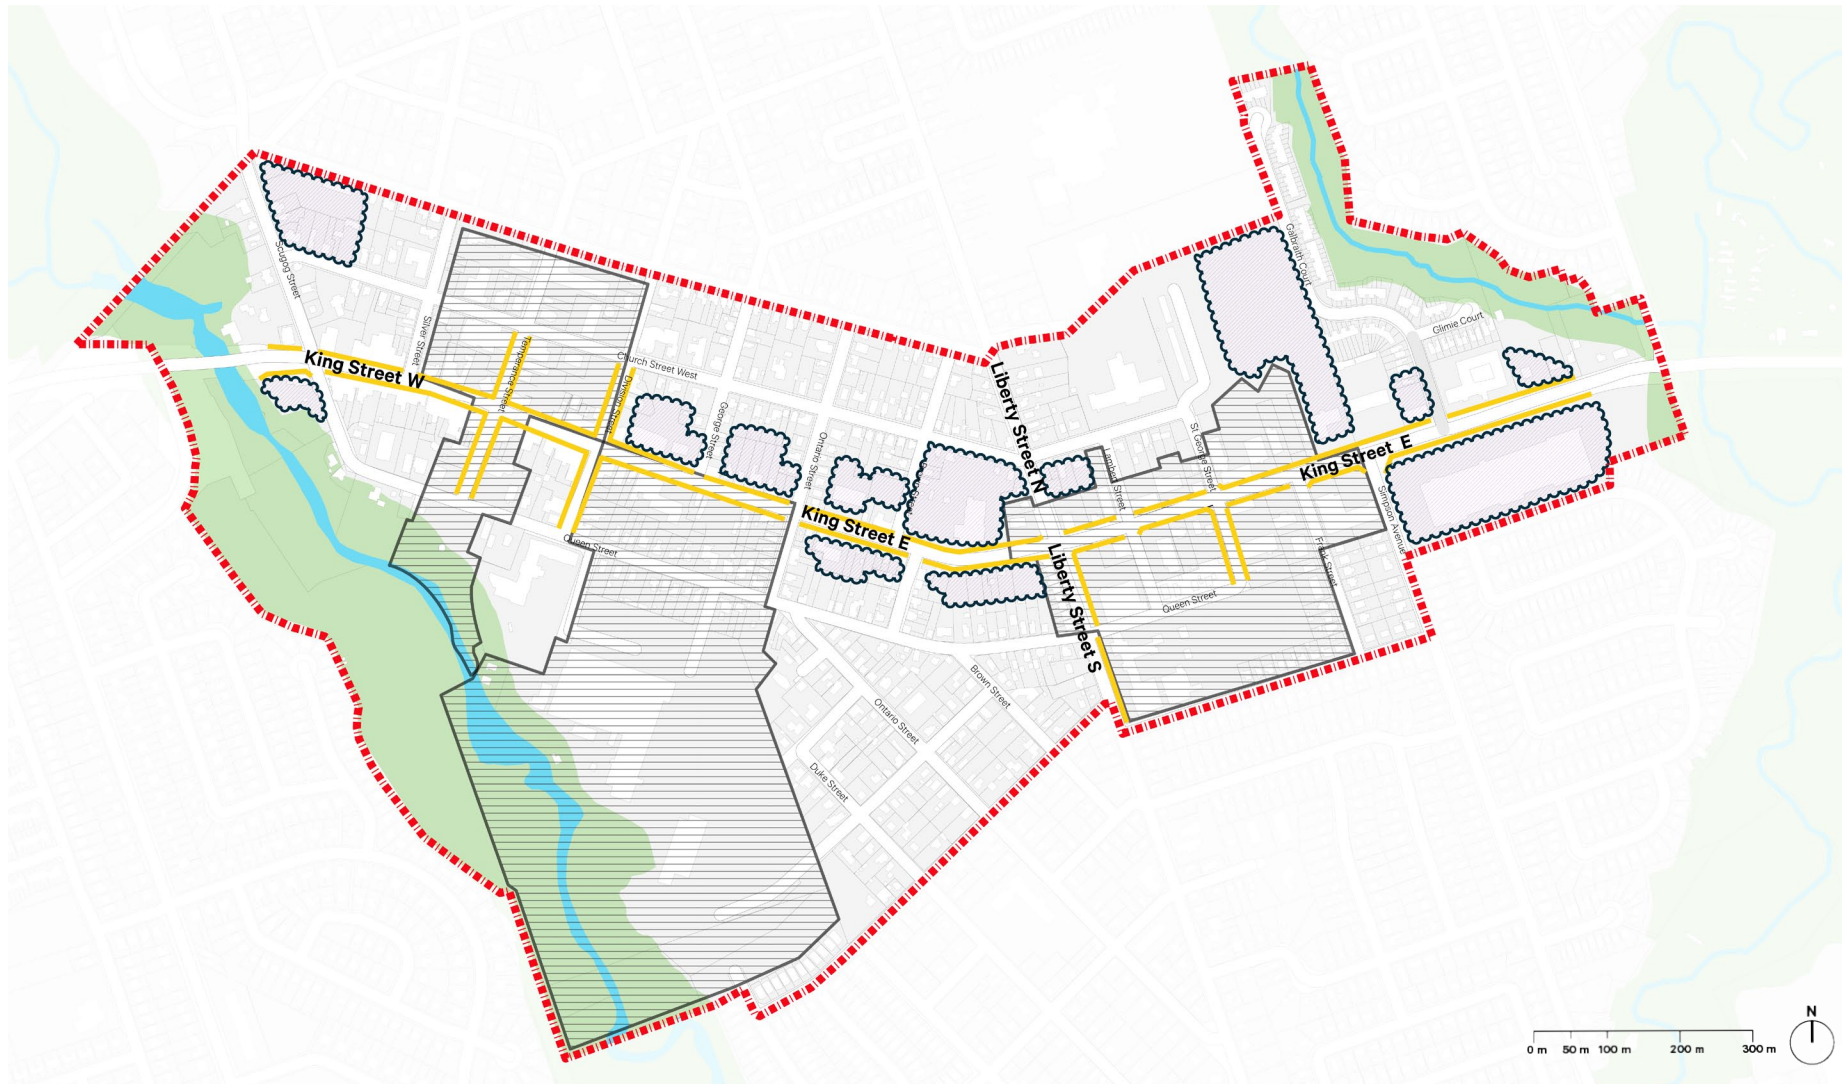 Scugog Street
Silver Street
King Street W
Temperance Street
Division Street
Church Street West
George Street
Ontario Street
King Street E
Queen Street
Liberty Street N
Liberty Street S
Lambert Street
St George Street
Galbraith Court
Glimie Court
King Street E
Simpson Avenue
Frank Street
Queen Street
Brown Street
Ontario Street
Duke Street
N
0 m 50 m 100 m 200 m 300 m